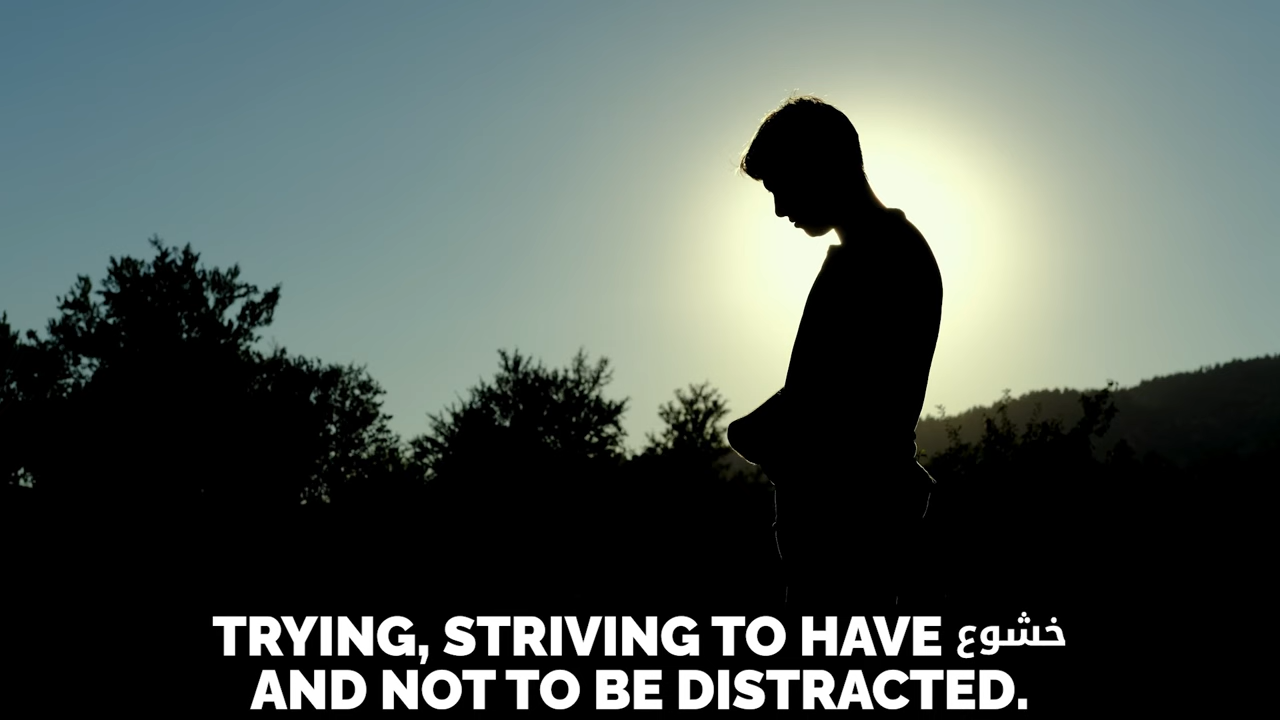 TRYING, STRIVING TO HAVE خشوع
AND NOT TO BE DISTRACTED.